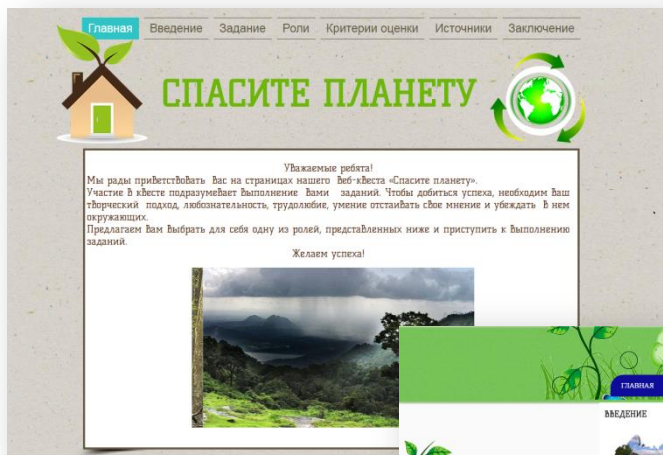 Главная Введение Задание Роли Критерии оценки Источники Заключение
СПАСИТЕ ПЛАНЕТУ
Уважаемые ребята!
Мы рады приветствовать Вас на страницах нашего Веб-квеста «Спасите планету».
Участие в квесте подразумевает выполнение Вами заданий. Чтобы добиться успеха, необходим Ваш
творческий подход, любознательность, трудолюбие, умение отстаивать свое мнение и убеждать в нем
окружающих.
Предлагаем Вам выбрать для себя одну из ролей, представленных ниже и приступить к выполнению
заданий.
Желаем успеха!
ГЛАВНАЯ
ВВЕДЕНИЕ